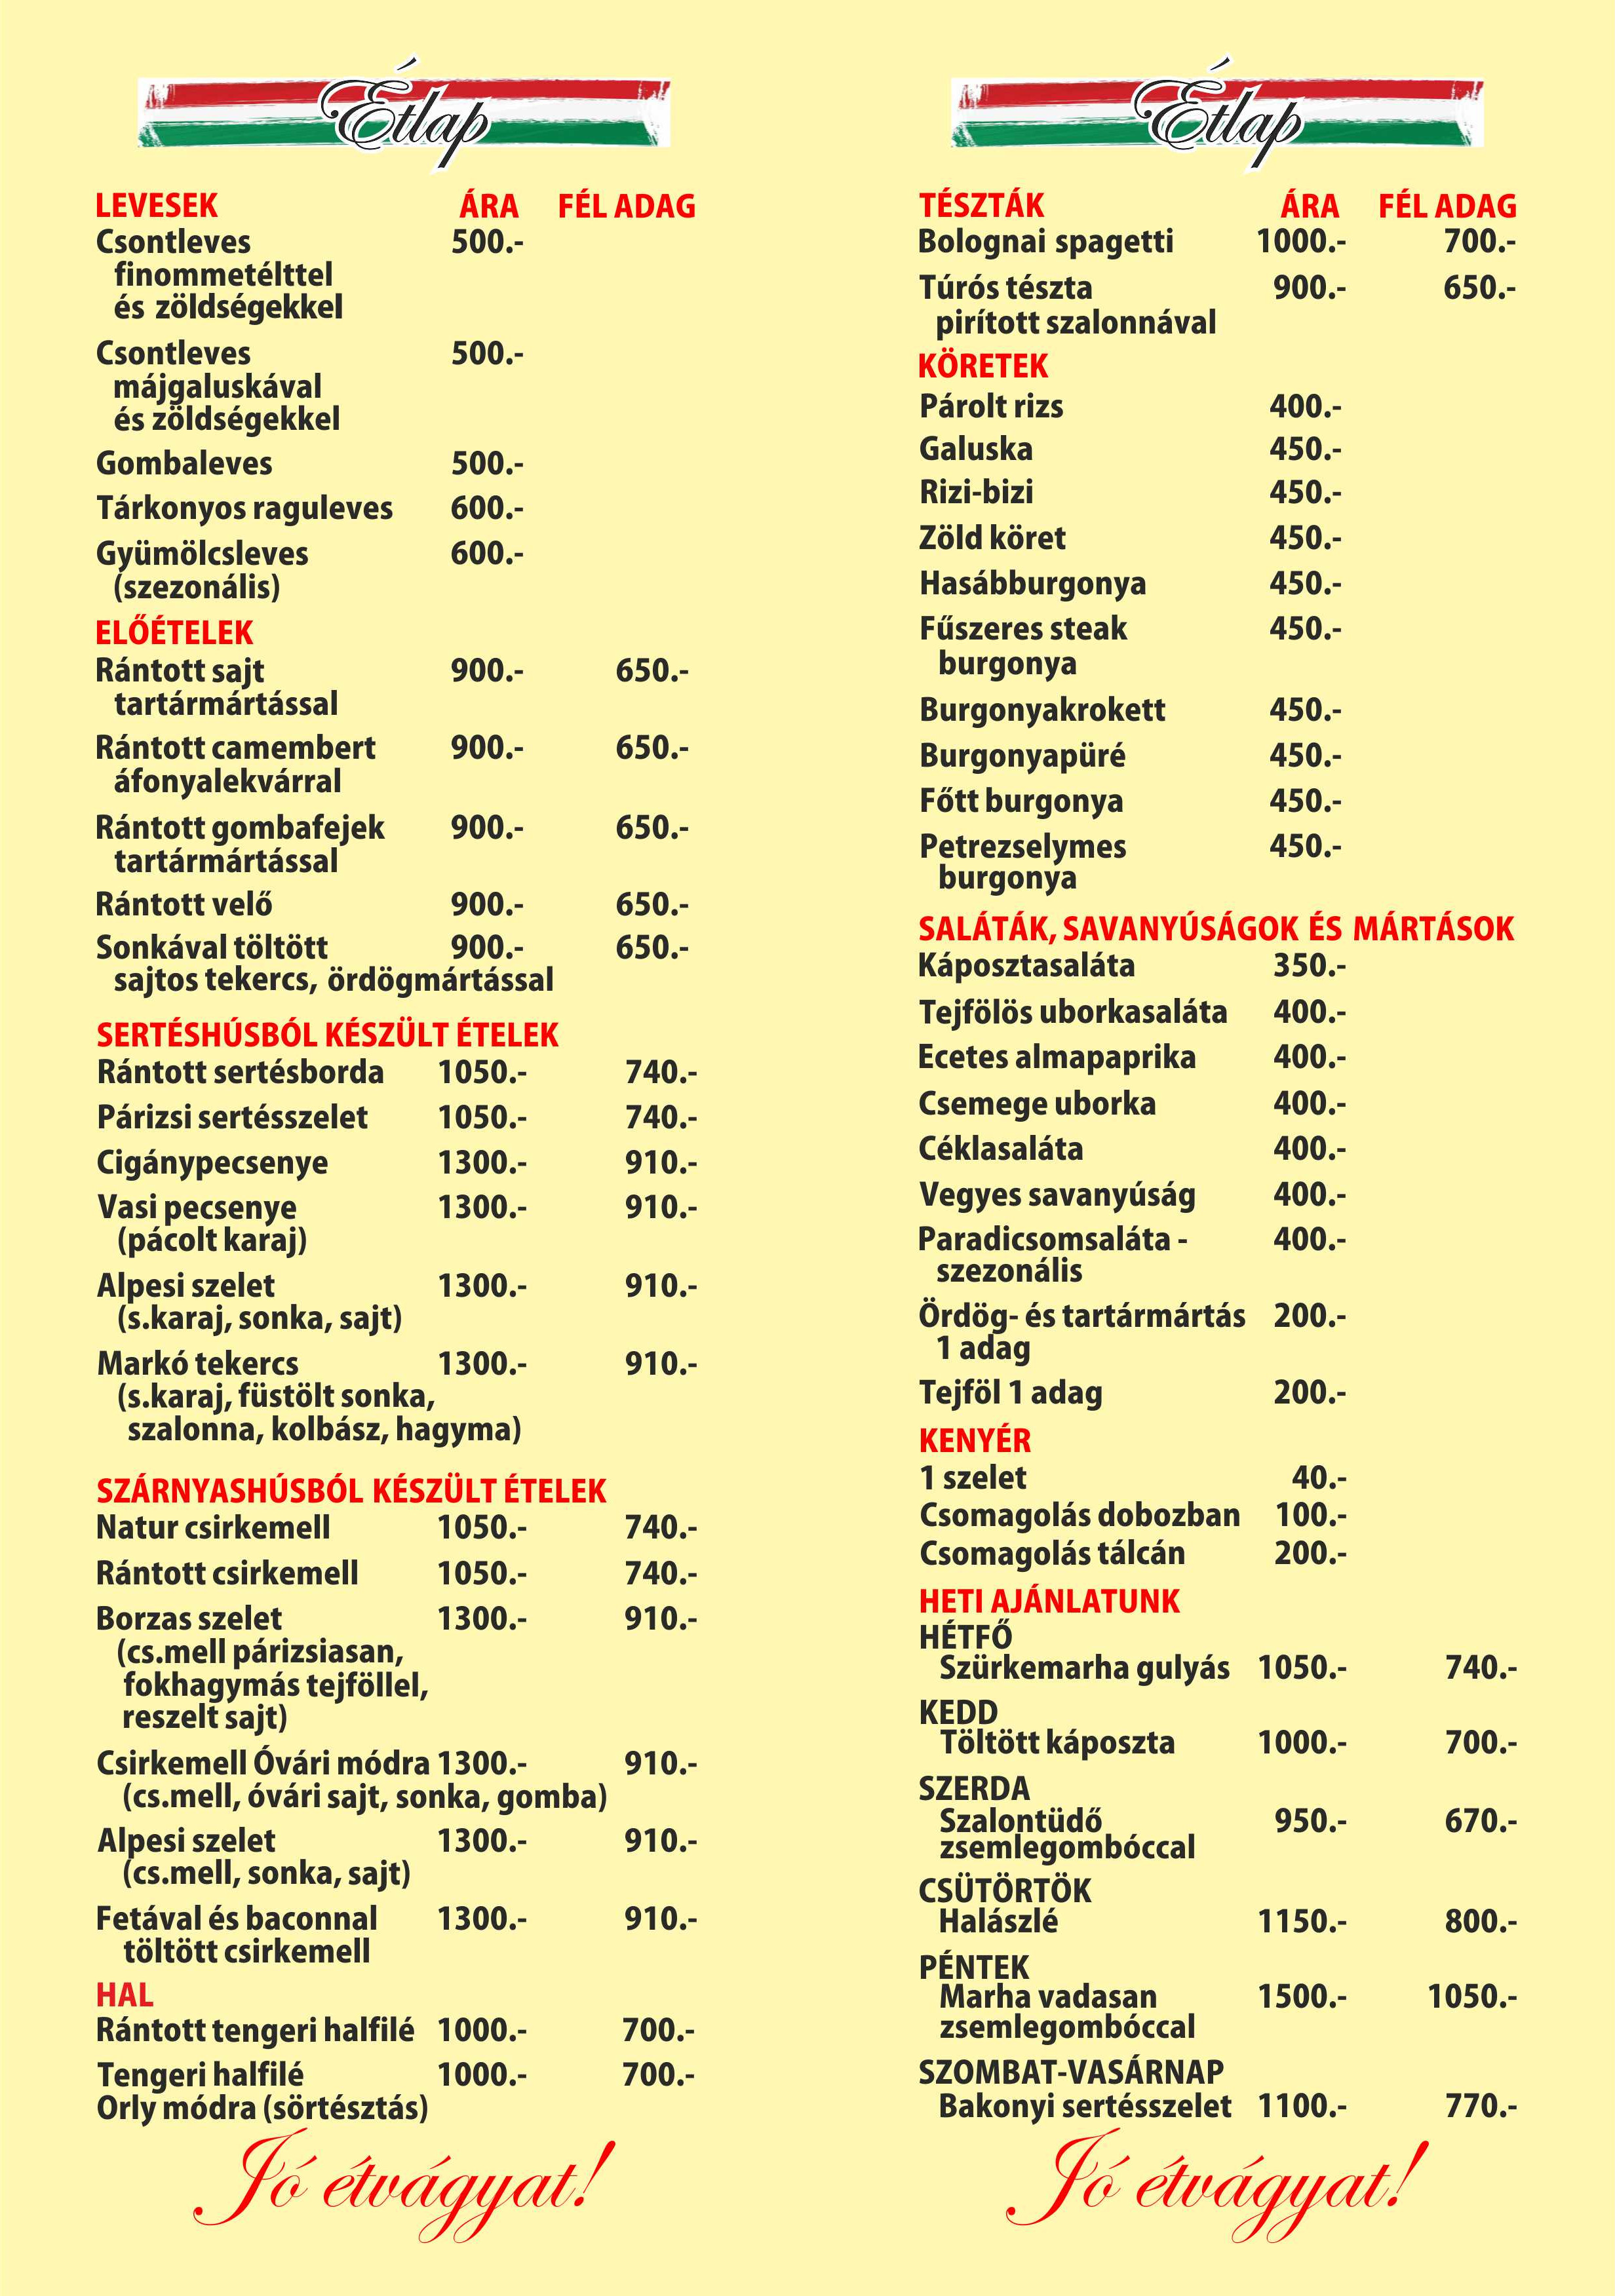 Étlap
LEVESEK ÁRA FÉL ADAG
Csontleves 500.-
finommetélttel
és zöldségekkel
Csontleves 500.-
májgaluskával
és zöldségekkel
Gombaleves 500.-
Tárkonyos raguleves 600.-
Gyümölcsleves 600.-
(szezonális)
ELŐÉTELEK
Rántott sajt 900.- 650.-
tartármártással
Rántott camembert 900.- 650.-
áfonyalekvárral
Rántott gombafejek 900.- 650.-
tartármártással
Rántott velő 900.- 650.-
Sonkával töltött 900.- 650.-
sajtos tekercs, ördögmártással
SERTÉSHÚSBÓL KÉSZÜLT ÉTELEK
Rántott sertésborda 1050.- 740.-
Párizsi sertésszelet 1050.- 740.-
Cigánypecsenye 1300.- 910.-
Vasi pecsenye 1300.- 910.-
(pácolt karaj)
Alpesi szelet 1300.- 910.-
(s.karaj, sonka, sajt)
Markó tekercs 1300.- 910.-
(s.karaj, füstölt sonka,
szalonna, kolbász, hagyma)
SZÁRNYASHÚSBÓL KÉSZÜLT ÉTELEK
Natur csirkemell 1050.- 740.-
Rántott csirkemell 1050.- 740.-
Borzas szelet 1300.- 910.-
(cs.mell párizsiasan,
fokhagymás tejföllel,
reszelt sajt)
Csirkemell Óvári módra 1300.- 910.-
(cs.mell, óvári sajt, sonka, gomba)
Alpesi szelet 1300.- 910.-
(cs.mell, sonka, sajt)
Fetával és baconnal 1300.- 910.-
töltött csirkemell
HAL
Rántott tengeri halfilé 1000.- 700.-
Tengeri halfilé 1000.- 700.-
Orly módra (sörtésztás)
Jó étvágyat!
Étlap
TÉSZTÁK ÁRA FÉL ADAG
Bolognai spagetti 1000.- 700.-
Túrós tészta 900.- 650.-
pirított szalonnával
KÖRETEK
Párolt rizs 400.-
Galuska 450.-
Rizi-bizi 450.-
Zöld köret 450.-
Hasábburgonya 450.-
Fűszeres steak 450.-
burgonya
Burgonyakrokett 450.-
Burgonyapüré 450.-
Főtt burgonya 450.-
Petrezselymes 450.-
burgonya
SALÁTÁK, SAVANYÚSÁGOK ÉS MÁRTÁSOK
Káposztasaláta 350.-
Tejfölös uborkasaláta 400.-
Ecetes almapaprika 400.-
Csemege uborka 400.-
Céklasaláta 400.-
Vegyes savanyúság 400.-
Paradicsomsaláta - 400.-
szezonális
Ördög- és tartármártás 200.-
1 adag
Tejföl 1 adag 200.-
KENYÉR
1 szelet 40.-
Csomagolás dobozban 100.-
Csomagolás tálcán 200.-
HETI AJÁNLATUNK
HÉTFŐ
Szürkemarha gulyás 1050.- 740.-
KEDD
Töltött káposzta 1000.- 700.-
SZERDA
Szalontüdő 950.- 670.-
zsemlegombóccal
CSÜTÖRTÖK
Halászlé 1150.- 800.-
PÉNTEK
Marha vadasan 1500.- 1050.-
zsemlegombóccal
SZOMBAT-VASÁRNAP
Bakonyi sertésszelet 1100.- 770.-
Jó étvágyat!